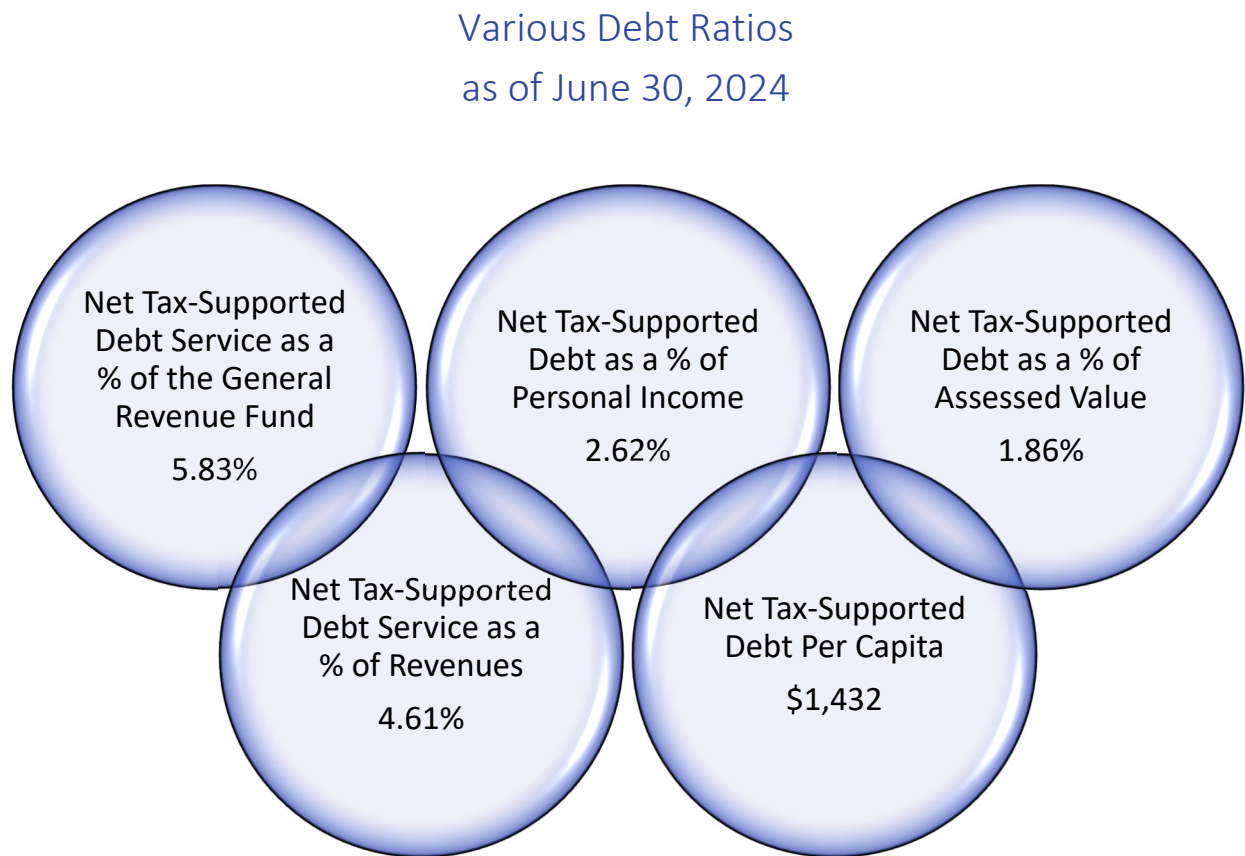 Various Debt Ratios
as of June 30, 2024
Net Tax-Supported
Debt Service as a
% of the General
Revenue Fund
5.83%
Net Tax-Supported
Debt Service as a
% of Revenues
4.61%
Net Tax-Supported
Debt as a % of
Personal Income
2.62%
Net Tax-Supported
Debt Per Capita
$1,432
Net Tax-Supported
Debt as a % of
Assessed Value
1.86%